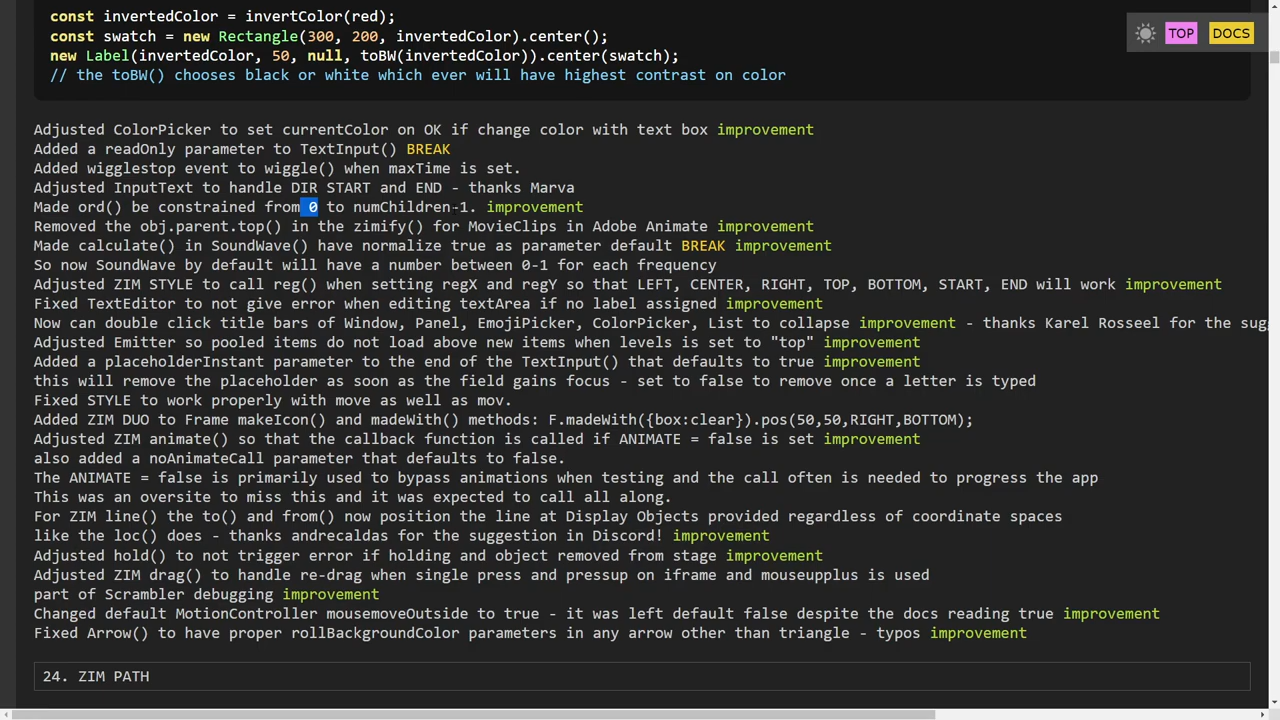 const invertedColor = invertColor(red);
const swatch = new Rectangle(300, 200, invertedColor).center();
new Label(invertedColor, 50, null, toBW(invertedColor)).center(swatch);
// the toBW() chooses black or white which ever will have highest contrast on color
TOP
DOCS
Adjusted ColorPicker to set currentColor on OK if change color with text box improvement
Added a readOnly parameter to TextInput() BREAK
Added wigglestop event to wiggle() when maxTime is set.
Adjusted InputText to handle DIR START and END - thanks Marva
Made ord() be constrained from 0 to numChildren-1. improvement
Removed the obj.parent.top() in the zimify() for MovieClips in Adobe Animate improvement
Made calculate() in SoundWave() have normalize true as parameter default BREAK improvement
So now SoundWave by default will have a number between 0-1 for each frequency
Adjusted ZIM STYLE to call reg() when setting regX and regY so that LEFT, CENTER, RIGHT, TOP, BOTTOM, START, END will work improvement
Fixed TextEditor to not give error when editing textArea if no label assigned improvement
Now can double click title bars of Window, Panel, EmojiPicker, ColorPicker, List to collapse improvement - thanks Karel Rosseel for the sug
Adjusted Emitter so pooled items do not load above new items when levels is set to "top" improvement
Added a placeholderInstant parameter to the end of the TextInput() that defaults to true improvement
this will remove the placeholder as soon as the field gains focus - set to false to remove once a letter is typed
Fixed STYLE to work properly with move as well as mov.
Added ZIM DUO to Frame makeIcon() and madeWith() methods: F.madeWith({box:clear}).pos(50,50,RIGHT,BOTTOM);
Adjusted ZIM animate() so that the callback function is called if ANIMATE = false is set improvement
also added a noAnimateCall parameter that defaults to false.
The ANIMATE = false is primarily used to bypass animations when testing and the call often is needed to progress the app
This was an oversite to miss this and it was expected to call all along.
For ZIM line() the to() and from() now position the line at Display Objects provided regardless of coordinate spaces
like the loc() does - thanks andrecaldas for the suggestion in Discord! improvement
Adjusted hold() to not trigger error if holding and object removed from stage improvement
Adjusted ZIM drag() to handle re-drag when single press and pressup on iframe and mouseupplus is used
part of Scrambler debugging improvement
Changed default MotionController mousemoveOutside to true - it was left default false despite the docs reading true improvement
Fixed Arrow() to have proper rollBackgroundColor parameters in any arrow other than triangle - typos improvement
24. ZIM PATH